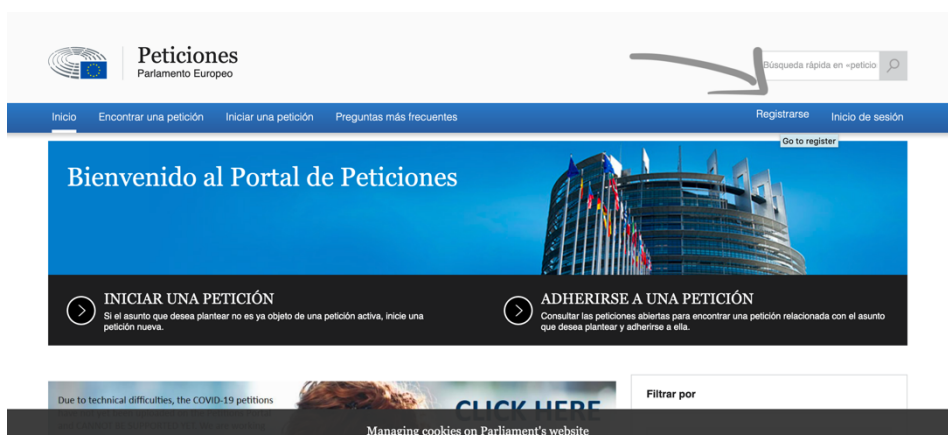 Peticiones
Parlamento Europeo
Búsqueda rápida en «peticio
Inicio
Encontrar una petición
Iniciar una petición
Preguntas más frecuentes
Registrarse
Inicio de sesión
Go to register
Bienvenido al Portal de Peticiones
INICIAR UNA PETICIÓN
Si el asunto que desea plantear no es ya objeto de una petición activa, inicie una
petición nueva.
ADHERIRSE A UNA PETICIÓN
Consultar las peticiones abiertas para encontrar una petición relacionada con el asunto
que desea plantear y adherirse a ella.
Due to technical difficulties, the COVID-19 petitions
CLICK HERE
Filtrar por
Managing cookies on Parliament's website